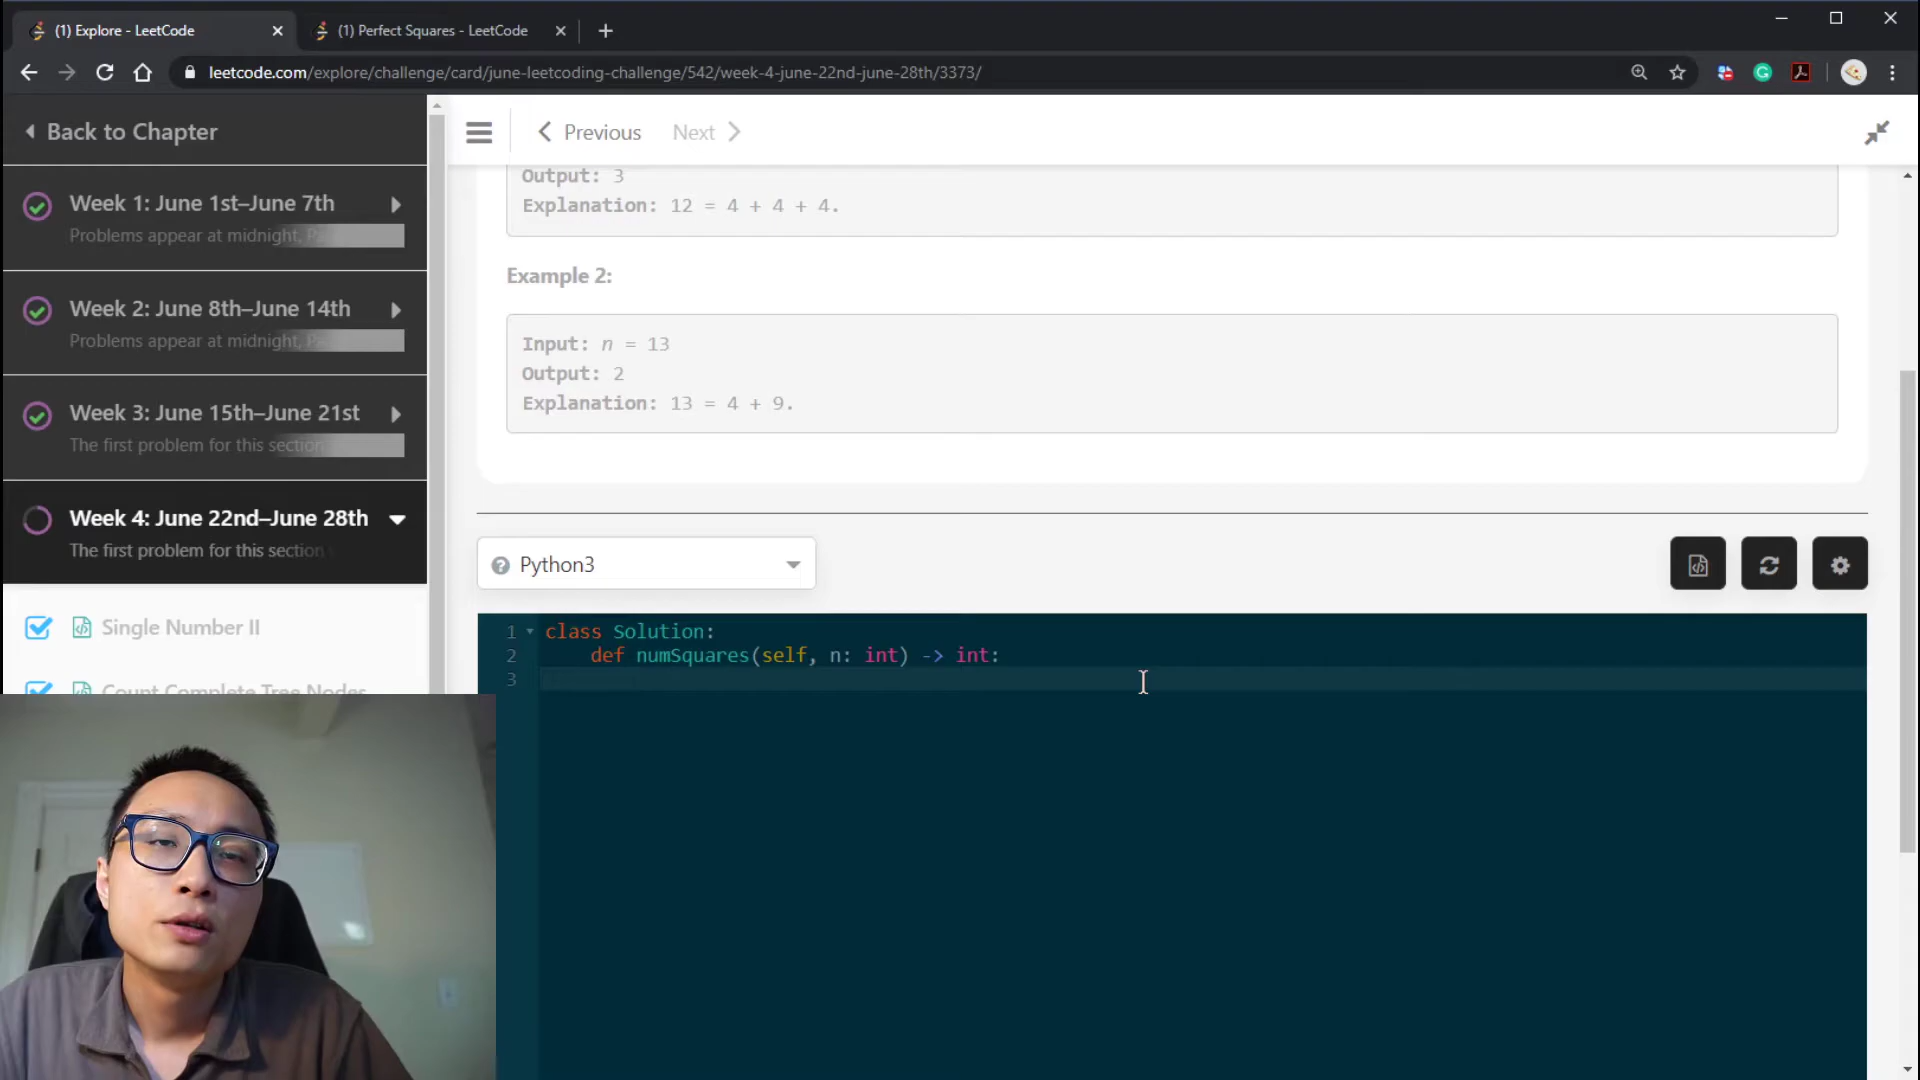 (1) Explore - LeetCode
(1) Perfect Squares - LeetCode
leetcode.com/explore/challenge/card/june-leetcoding-challenge/542/week-4-june-22nd-june-28th/3373/
Back to Chapter
Previous
Next
Week 1: June 1st–June 7th
Problems appear at midnight,
Week 2: June 8th–June 14th
Problems appear at midnight,
Week 3: June 15th–June 21st
The first problem for this section
Week 4: June 22nd–June 28th
The first problem for this section
Single Number II
Count Complete Tree Nodes
Output: 3
Explanation: 12 = 4 + 4 + 4.
Example 2:
Input: n = 13
Output: 2
Explanation: 13 = 4 + 9.
Python3
1 class Solution:
2 def numSquares(self, n: int) -> int:
3